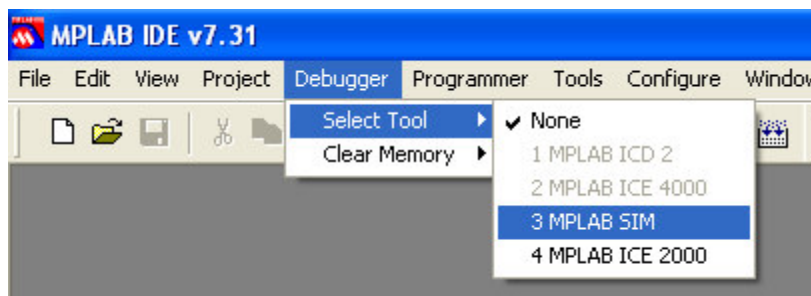 MPLAB IDE v7.31
File Edit View Project Debugger Programmer Tools Configure Window
Select Tool
Clear Memory
None
1 MPLAB ICD 2
2 MPLAB ICE 4000
3 MPLAB SIM
4 MPLAB ICE 2000